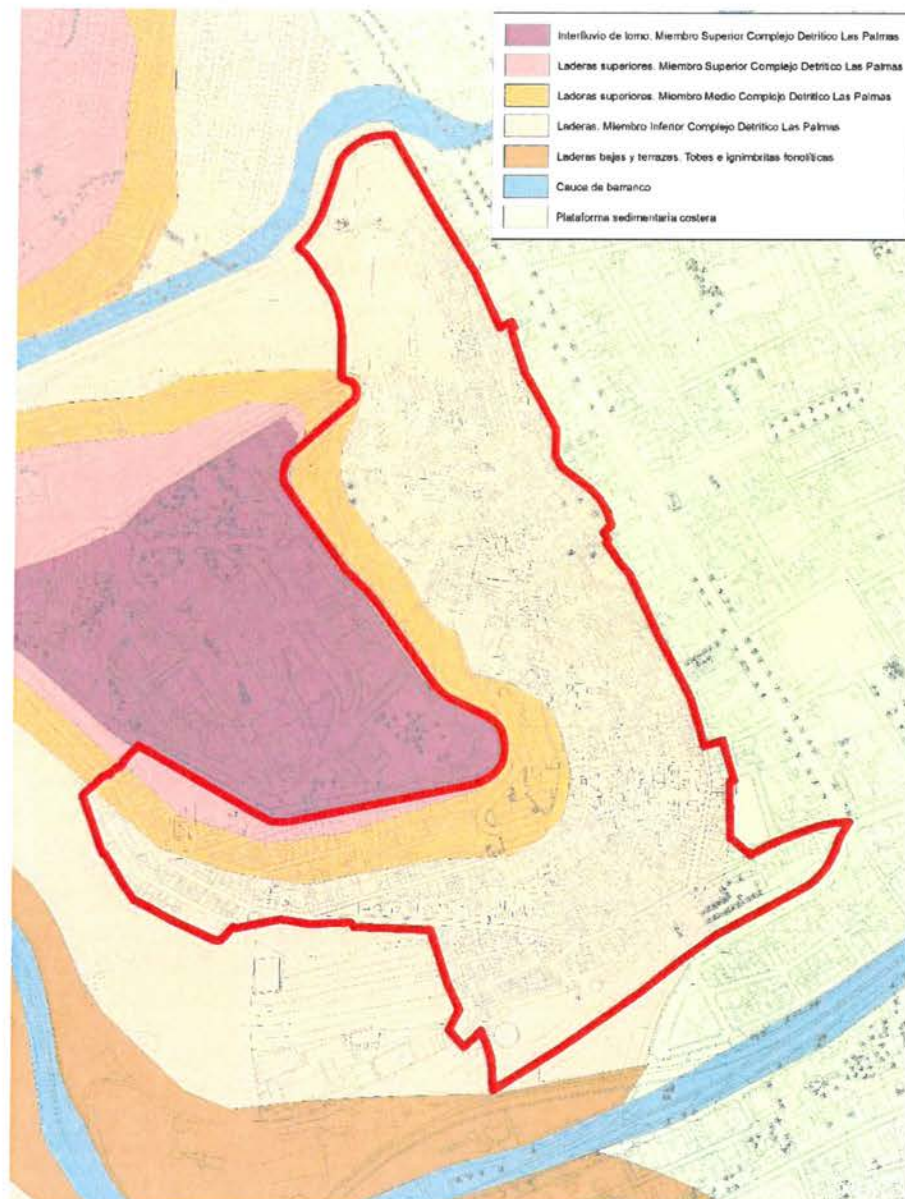 Interfluvio de lomo. Miembro Superior Complejo Detrítico Las Palmas
Laderas superiores. Miembro Superior Complejo Detrítico Las Palmas
Laderas superiores. Miembro Medio Complejo Detrítico Las Palmas
Laderas. Miembro Inferior Complejo Detrítico Las Palmas
Laderas bajas y terrazas. Tobas e ignimbritas fonolíticas
Cauce de barranco
Plataforma sedimentaria costera